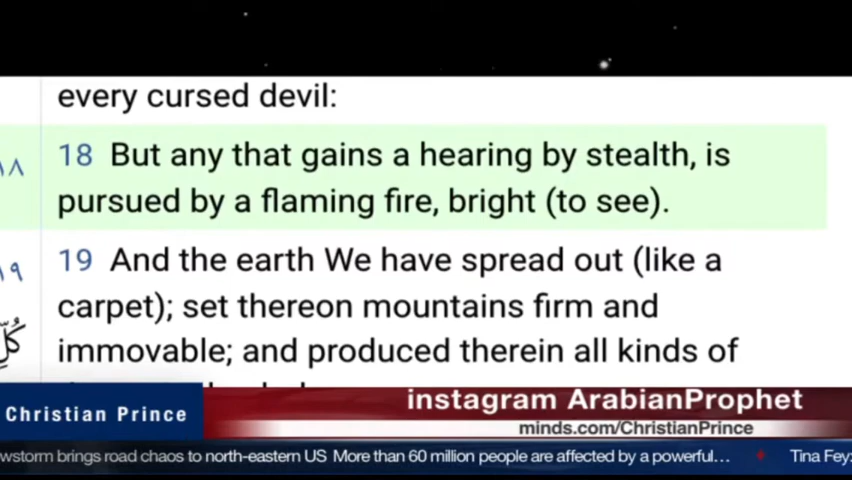 every cursed devil:
١٨
18 But any that gains a hearing by stealth, is
pursued by a flaming fire, bright (to see).
١٩
19 And the earth We have spread out (like a
carpet); set thereon mountains firm and
immovable; and produced therein all kinds of
كُلِّ
Christian Prince
instagram ArabianProphet
minds.com/ChristianPrince
wstorm brings road chaos to north-eastern US More than 60 million people are affected by a powerful... Tina Fey: